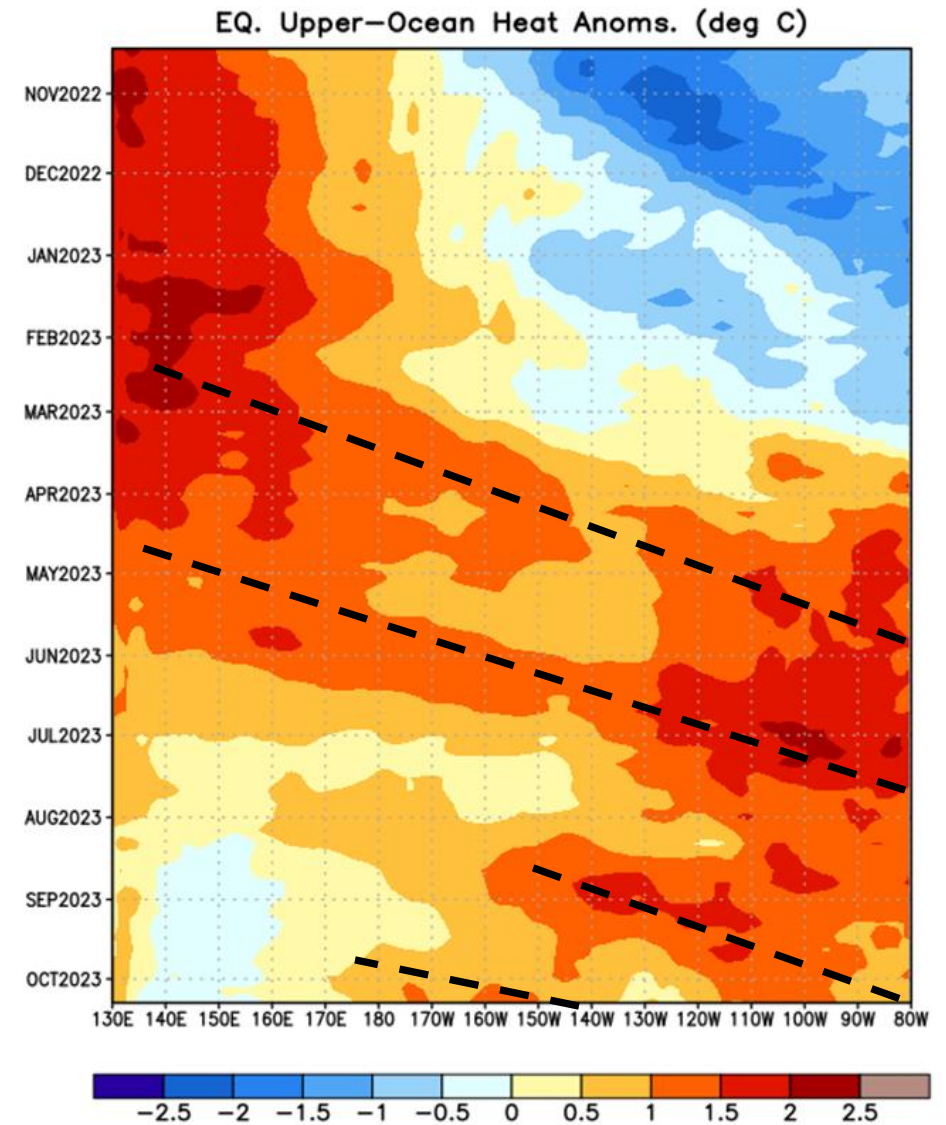 EQ. Upper-Ocean Heat Anoms. (deg C)
NOV2022
DEC2022
JAN2023
FEB2023
MAR2023
APR2023
MAY2023
JUN2023
JUL2023
AUG2023
SEP2023
OCT2023
130E 140E 150E 160E 170E 180 170W 160W 150W 140W 130W 120W 110W 100W 90W 80W
-2.5 -2 -1.5 -1 -0.5 0 0.5 1 1.5 2 2.5